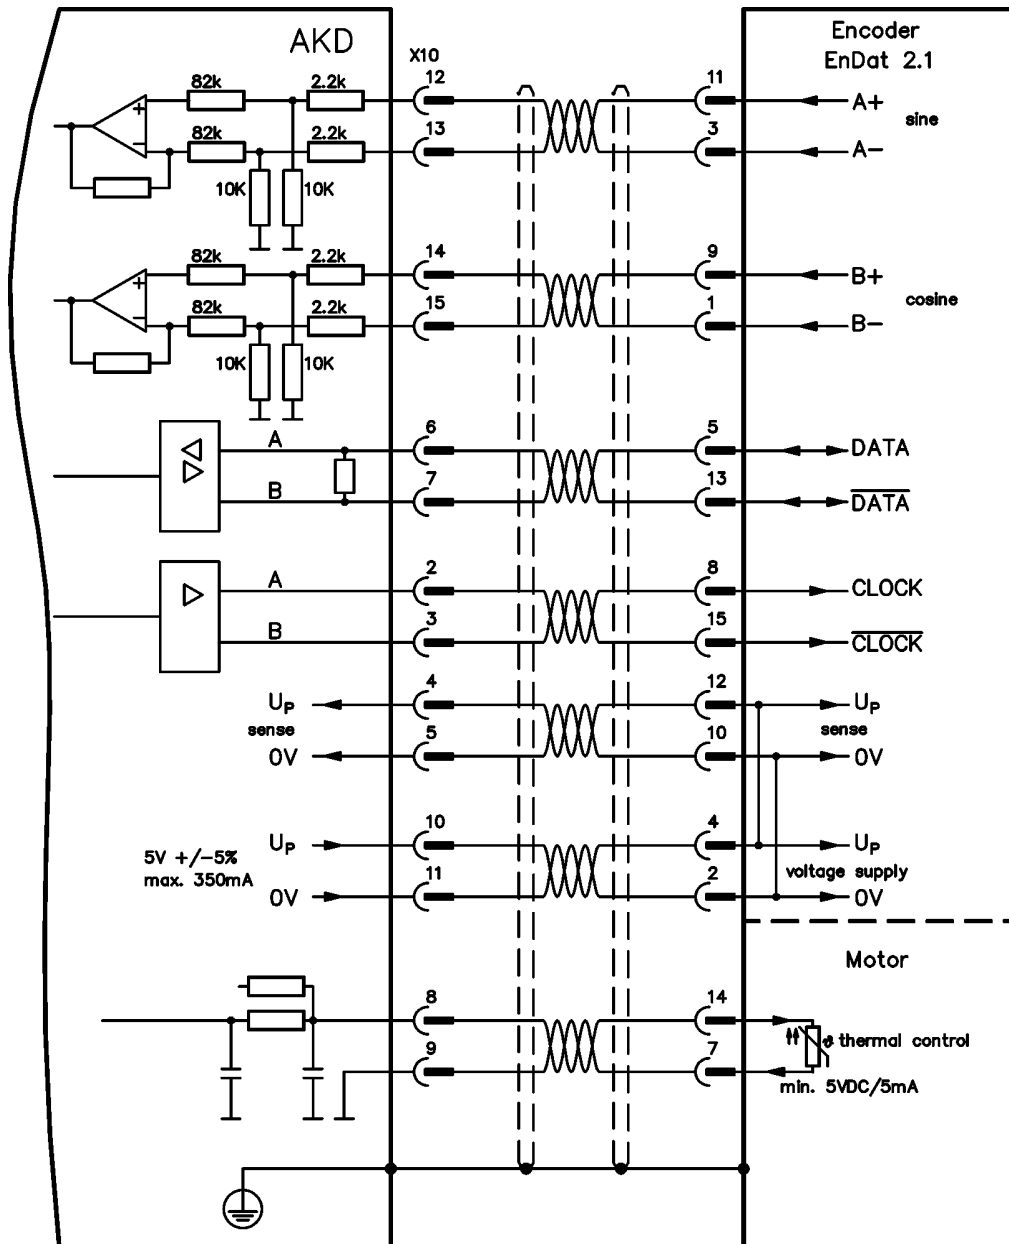 AKD
X10
Encoder
EnDat 2.1
82k
2.2k
12
11
A+
sine
+
82k
2.2k
13
3
A-
-
10K
10K
82k
2.2k
14
9
B+
cosine
+
82k
2.2k
15
1
B-
-
10K
10K
A
6
5
DATA
B
7
13
DATA
A
2
8
CLOCK
B
3
15
CLOCK
UP
4
12
UP
sense
sense
0V
5
10
0V
UP
10
4
UP
5V +/-5%
max. 350mA
voltage supply
0V
11
2
0V
Motor
8
14
ϑ thermal control
9
7
min. 5VDC/5mA